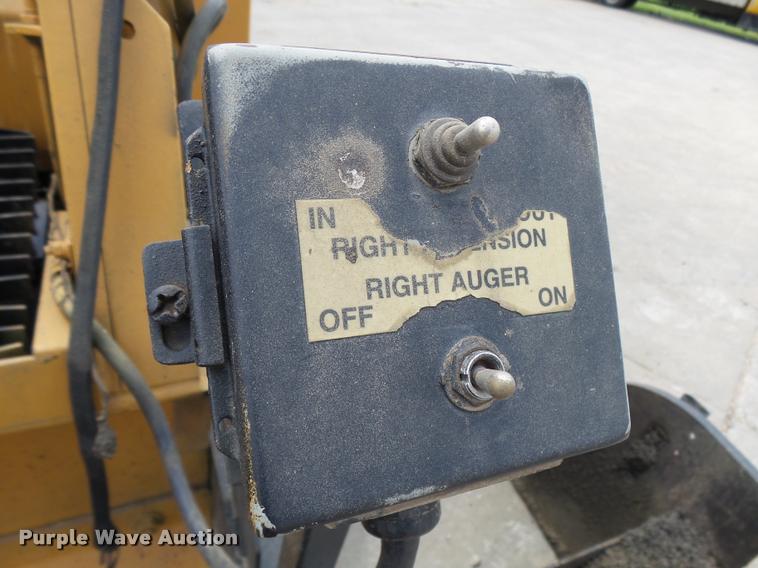 IN OUT
RIGHT ENSION
RIGHT AUGER
OFF ON
Purple Wave Auction®